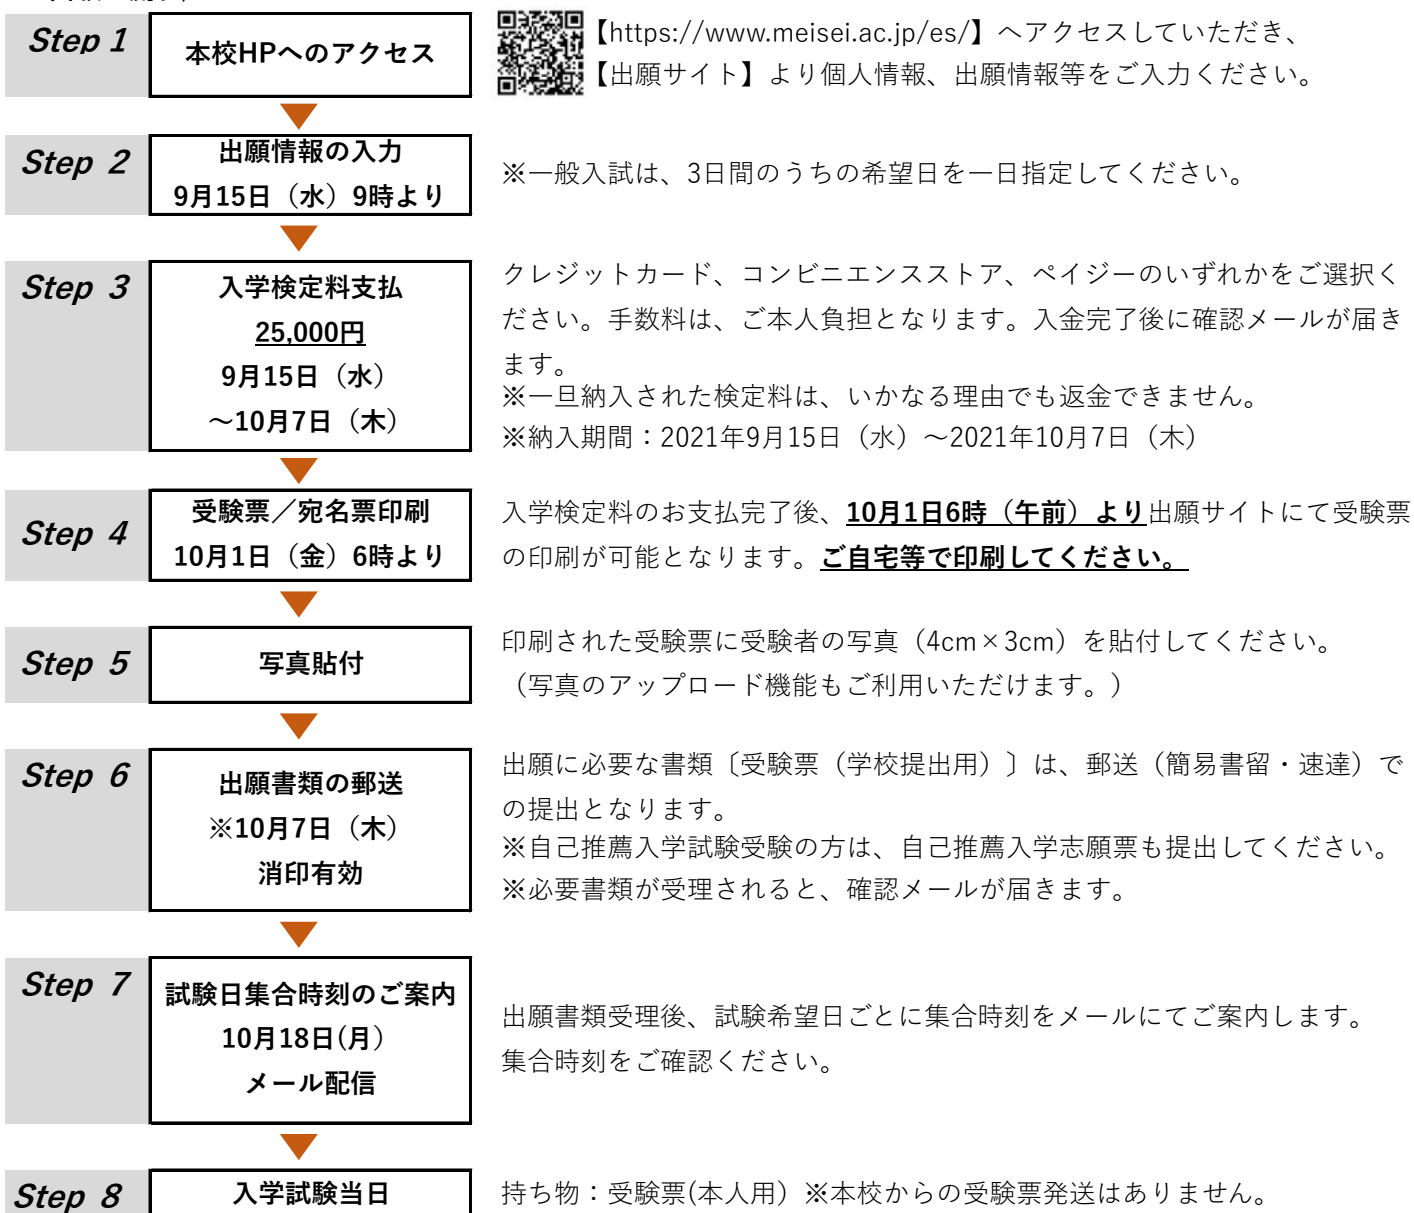 Step 1
本校HPへのアクセス
【https://www.meisei.ac.jp/es/】へアクセスしていただき、
【出願サイト】より個人情報、出願情報等をご入力ください。
Step 2
出願情報の入力
9月15日（水）9時より
※一般入試は、3日間のうちの希望日を一日指定してください。
Step 3
入学検定料支払
25,000円
9月15日（水）
～10月7日（木）
クレジットカード、コンビニエンスストア、ペイジーのいずれかをご選択く
ださい。手数料は、ご本人負担となります。入金完了後に確認メールが届き
ます。
※一旦納入された検定料は、いかなる理由でも返金できません。
※納入期間：2021年9月15日（水）～2021年10月7日（木）
Step 4
受験票／宛名票印刷
10月1日（金）6時より
入学検定料のお支払完了後、10月1日6時（午前）より出願サイトにて受験票
の印刷が可能となります。ご自宅等で印刷してください。
Step 5
写真貼付
印刷された受験票に受験者の写真（4cm×3cm）を貼付してください。
（写真のアップロード機能もご利用いただけます。）
Step 6
出願書類の郵送
※10月7日（木）
消印有効
出願に必要な書類〔受験票（学校提出用）〕は、郵送（簡易書留・速達）で
の提出となります。
※自己推薦入学試験受験の方は、自己推薦入学志願票も提出してください。
※必要書類が受理されると、確認メールが届きます。
Step 7
試験日集合時刻のご案内
10月18日(月）
メール配信
出願書類受理後、試験希望日ごとに集合時刻をメールにてご案内します。
集合時刻をご確認ください。
Step 8
入学試験当日
持ち物：受験票(本人用）※本校からの受験票発送はありません。